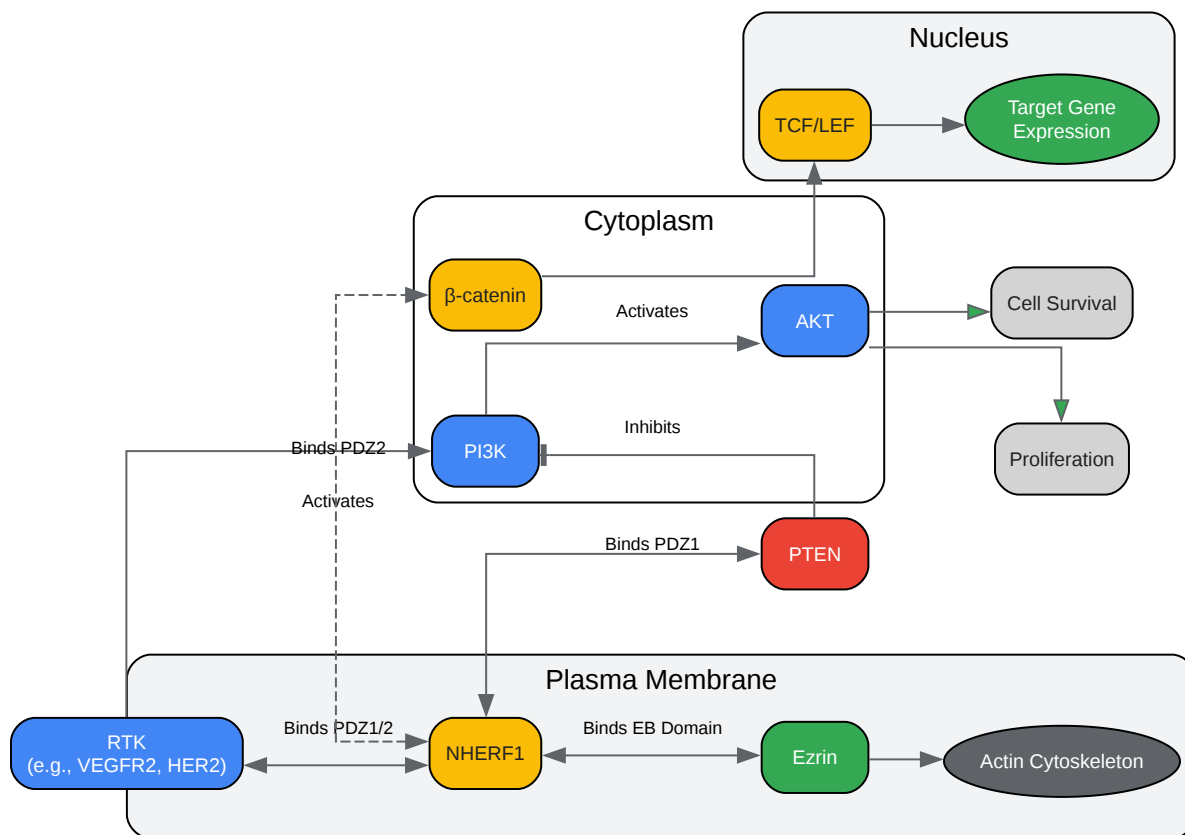 Nucleus
TCF/LEF
Target Gene
Expression
Cytoplasm
β-catenin
Activates
AKT
Cell Survival
Binds PDZ2
PI3K
Inhibits
Proliferation
Activates
Binds PDZ1
PTEN
Plasma Membrane
RTK
(e.g., VEGFR2, HER2)
Binds PDZ1/2
NHERF1
Binds EB Domain
Ezrin
Actin Cytoskeleton